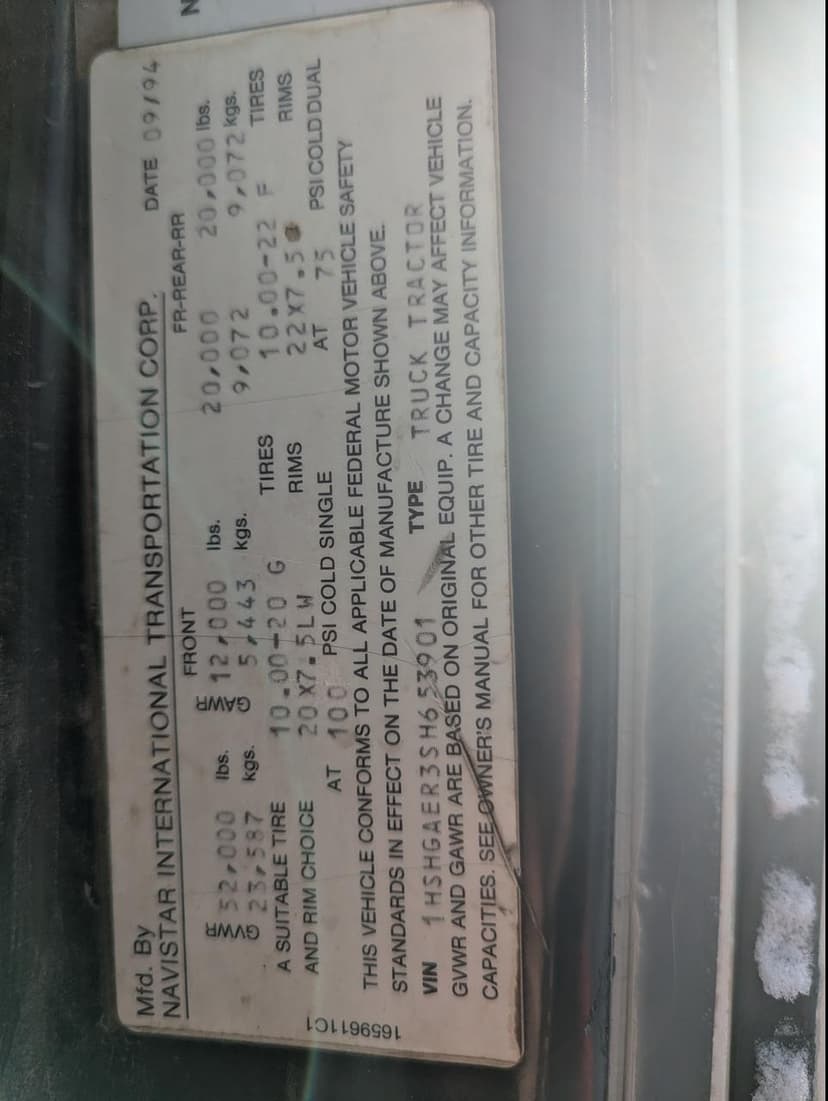 Mfd. By
NAVISTAR INTERNATIONAL TRANSPORTATION CORP. DATE 09/94
FRONT FR-REAR-RR
GVWR 52,000 lbs. GAWR 12,000 lbs. 20,000 20,000 lbs.
23,587 kgs. 5,443 kgs. 9,072 9,072 kgs.
A SUITABLE TIRE 10.00-20 G TIRES 10.00-22 F TIRES
AND RIM CHOICE 20X7.5LW RIMS 22X7.5 RIMS
AT 100 PSI COLD SINGLE AT 75 PSI COLD DUAL
THIS VEHICLE CONFORMS TO ALL APPLICABLE FEDERAL MOTOR VEHICLE SAFETY
STANDARDS IN EFFECT ON THE DATE OF MANUFACTURE SHOWN ABOVE.
VIN 1HSHGAER3SH653901 TYPE TRUCK TRACTOR
GVWR AND GAWR ARE BASED ON ORIGINAL EQUIP. A CHANGE MAY AFFECT VEHICLE
CAPACITIES. SEE OWNER'S MANUAL FOR OTHER TIRE AND CAPACITY INFORMATION.
1659611C1
N